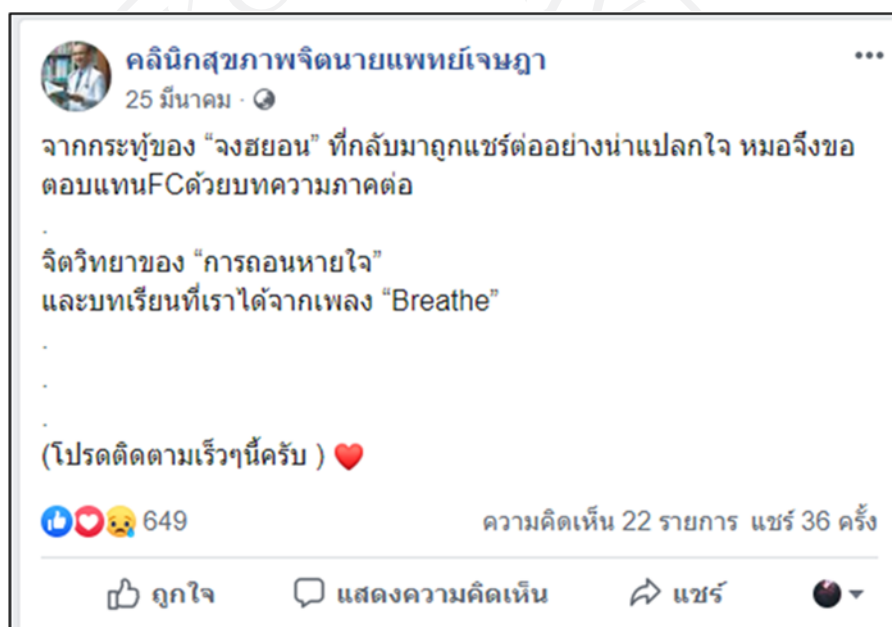 คลินิกสุขภาพจิตนายแพทย์เจษฎา
25 มีนาคม ·
จากกระทู้ของ “จงฮยอน” ที่กลับมาถูกแชร์ต่ออย่างน่าแปลกใจ หมอจึงขอ
ตอบแทนFCด้วยบทความภาคต่อ
.
จิตวิทยาของ “การถอนหายใจ”
และบทเรียนที่เราได้จากเพลง “Breathe”
.
.
.
(โปรดติดตามเร็วๆนี้ครับ ) ❤️
649 ความคิดเห็น 22 รายการ แชร์ 36 ครั้ง
ถูกใจ แสดงความคิดเห็น แชร์